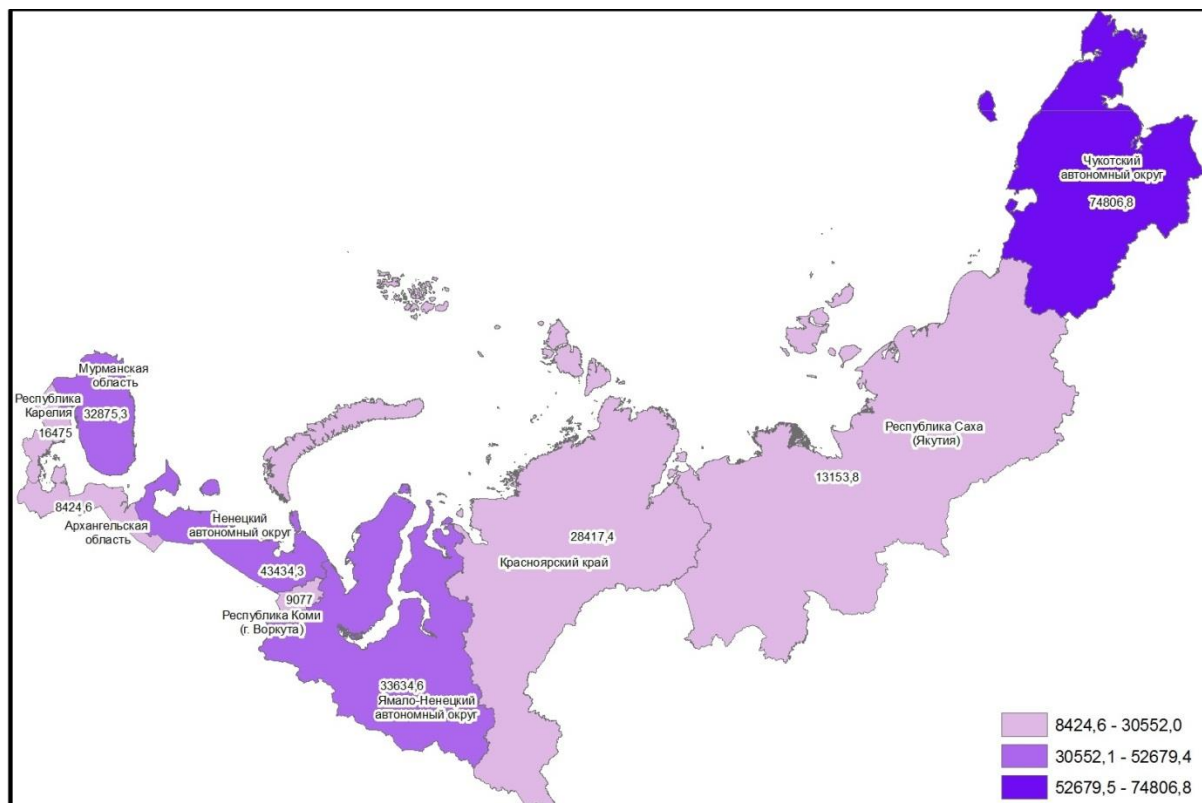 Чукотский
автономный округ
74806,8
Мурманская
область
32875,3
Республика
Карелия
16475
Республика Саха
(Якутия)
13153,8
8424,6
Архангельская
область
Ненецкий
автономный округ
43434,3
28417,4
Красноярский край
9077
Республика Коми
(г. Воркута)
33634,6
Ямало-Ненецкий
автономный округ
8424,6 - 30552,0
30552,1 - 52679,4
52679,5 - 74806,8